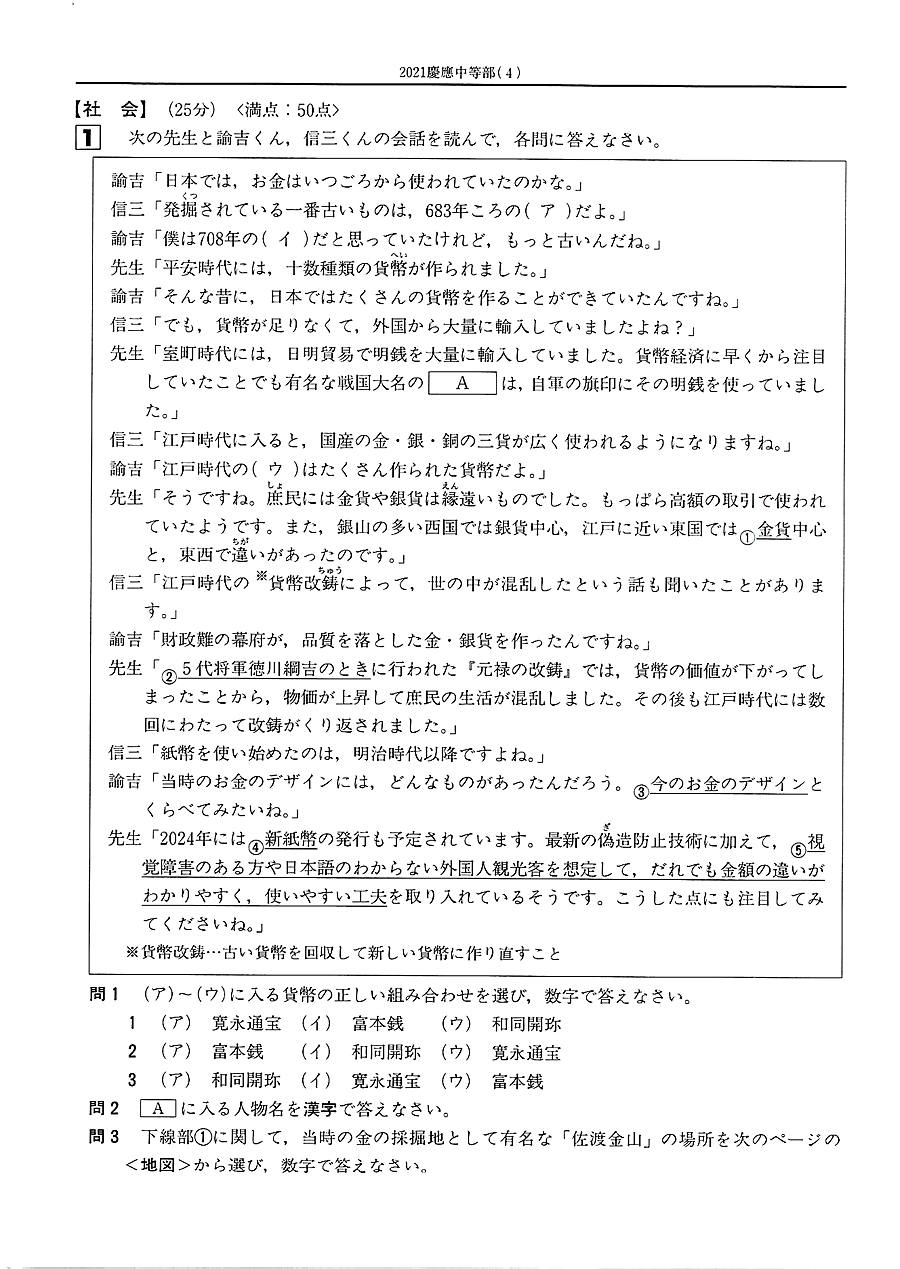 2021慶應中等部(4)
【社 会】 (25分) <満点：50点>
1 次の先生と諭吉くん，信三くんの会話を読んで，各問に答えなさい。
諭吉「日本では，お金はいつごろから使われていたのかな。」
信三「発掘されている一番古いものは，683年ころの( ア )だよ。」
諭吉「僕は708年の( イ )だと思っていたけれど，もっと古いんだね。」
先生「平安時代には，十数種類の貨幣が作られました。」
諭吉「そんな昔に，日本ではたくさんの貨幣を作ることができていたんですね。」
信三「でも，貨幣が足りなくて，外国から大量に輸入していましたよね？」
先生「室町時代には，日明貿易で明銭を大量に輸入していました。貨幣経済に早くから注目
していたことでも有名な戦国大名の A は，自軍の旗印にその明銭を使っていまし
た。」
信三「江戸時代に入ると，国産の金・銀・銅の三貨が広く使われるようになりますね。」
諭吉「江戸時代の( ウ )はたくさん作られた貨幣だよ。」
先生「そうですね。庶民には金貨や銀貨は縁遠いものでした。もっぱら高額の取引で使われ
ていたようです。また，銀山の多い西国では銀貨中心，江戸に近い東国では①金貨中心
と，東西で違いがあったのです。」
信三「江戸時代の※貨幣改鋳によって，世の中が混乱したという話も聞いたことがありま
す。」
諭吉「財政難の幕府が，品質を落とした金・銀貨を作ったんですね。」
先生「②５代将軍徳川綱吉のときに行われた『元禄の改鋳』では，貨幣の価値が下がってし
まったことから，物価が上昇して庶民の生活が混乱しました。その後も江戸時代には数
回にわたって改鋳がくり返されました。」
信三「紙幣を使い始めたのは，明治時代以降ですよね。」
諭吉「当時のお金のデザインには，どんなものがあったんだろう。③今のお金のデザインと
くらべてみたいね。」
先生「2024年には④新紙幣の発行も予定されています。最新の偽造防止技術に加えて，⑤視
覚障害のある方や日本語のわからない外国人観光客を想定して，だれでも金額の違いが
わかりやすく，使いやすい工夫を取り入れているそうです。こうした点にも注目してみ
てくださいね。」
※貨幣改鋳…古い貨幣を回収して新しい貨幣に作り直すこと
問1 （ア）～（ウ）に入る貨幣の正しい組み合わせを選び，数字で答えなさい。
1 （ア） 寛永通宝 （イ） 富本銭 （ウ） 和同開珎
2 （ア） 富本銭 （イ） 和同開珎 （ウ） 寛永通宝
3 （ア） 和同開珎 （イ） 寛永通宝 （ウ） 富本銭
問2 A に入る人物名を漢字で答えなさい。
問3 下線部①に関して，当時の金の採掘地として有名な「佐渡金山」の場所を次のページの
＜地図＞から選び，数字で答えなさい。